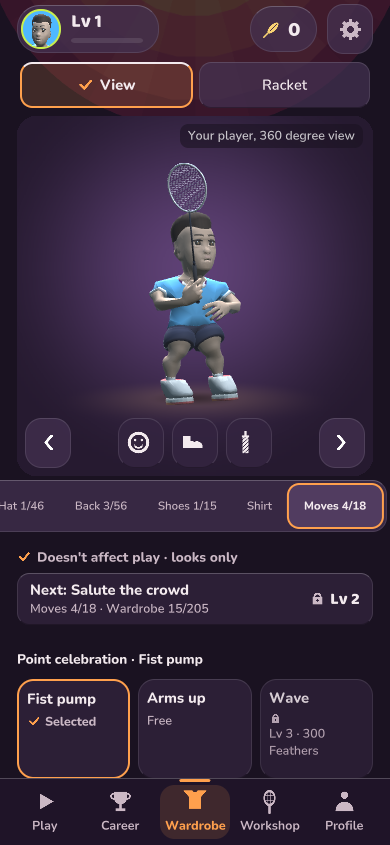 Lv 1
0
View
Racket
Your player, 360 degree view
Hat 1/46
Back 3/56
Shoes 1/15
Shirt
Moves 4/18
Doesn't affect play · looks only
Next: Salute the crowd
Moves 4/18 · Wardrobe 15/205
Lv 2
Point celebration · Fist pump
Fist pump
Selected
Arms up
Free
Wave
Lv 3 · 300
Feathers
Play
Career
Wardrobe
Workshop
Profile